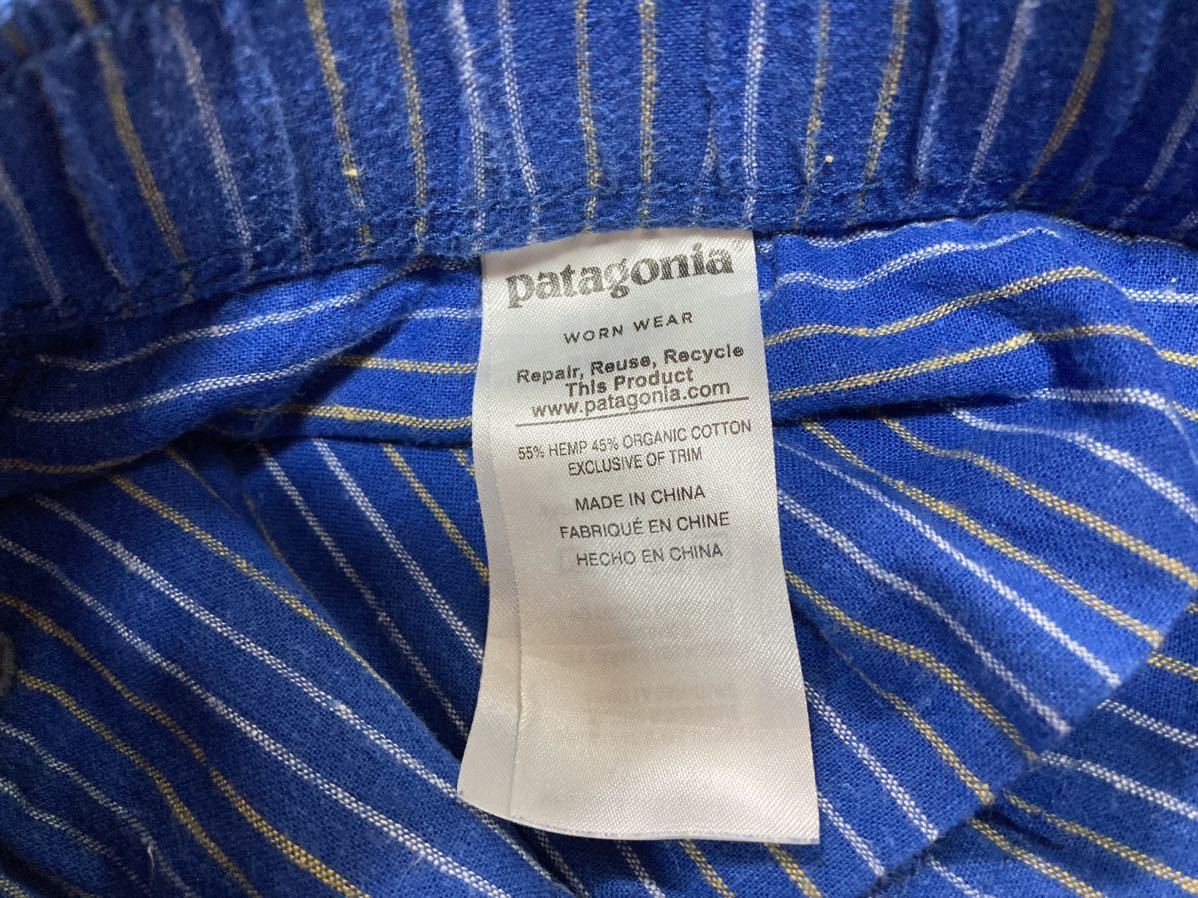 patagonia®
WORN WEAR
Repair, Reuse, Recycle
This Product
www.patagonia.com
55% HEMP 45% ORGANIC COTTON
EXCLUSIVE OF TRIM
MADE IN CHINA
FABRIQUÉ EN CHINE
HECHO EN CHINA